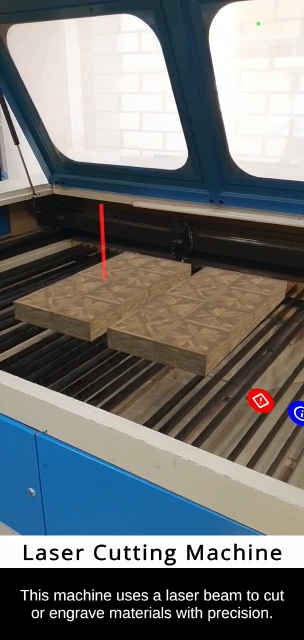 Laser Cutting Machine
This machine uses a laser beam to cut
or engrave materials with precision.